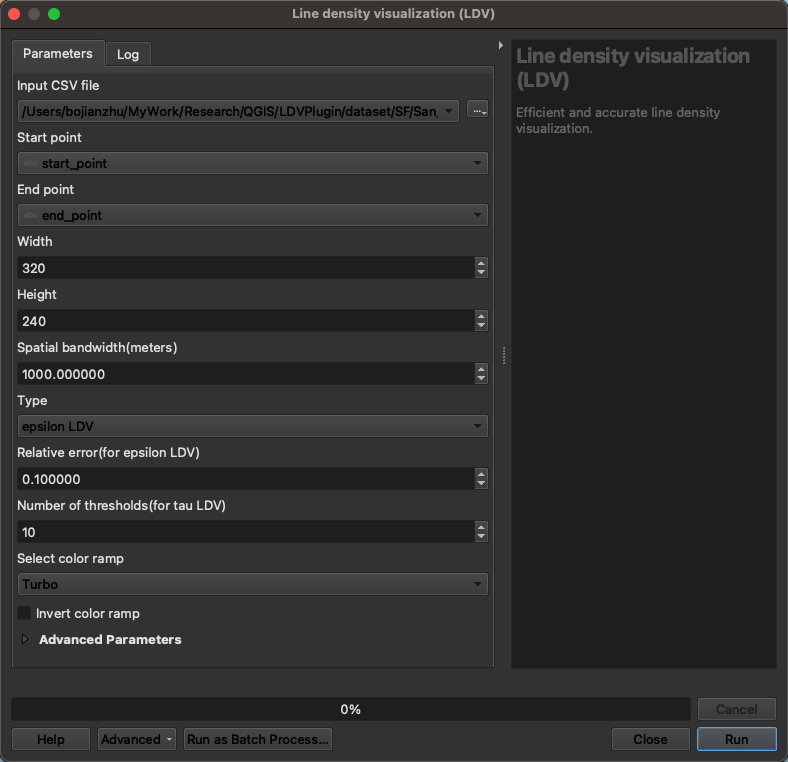 Line density visualization (LDV)
Parameters
Log
Input CSV file
/Users/bojianzhu/MyWork/Research/QGIS/LDVPlugin/dataset/SF/San_
...
Start point
abc start_point
End point
abc end_point
Width
320
Height
240
Spatial bandwidth(meters)
1000.000000
Type
epsilon LDV
Relative error(for epsilon LDV)
0.100000
Number of thresholds(for tau LDV)
10
Select color ramp
Turbo
Invert color ramp
Advanced Parameters
Line density visualization
(LDV)
Efficient and accurate line density
visualization.
0%
Cancel
Help
Advanced
Run as Batch Process...
Close
Run